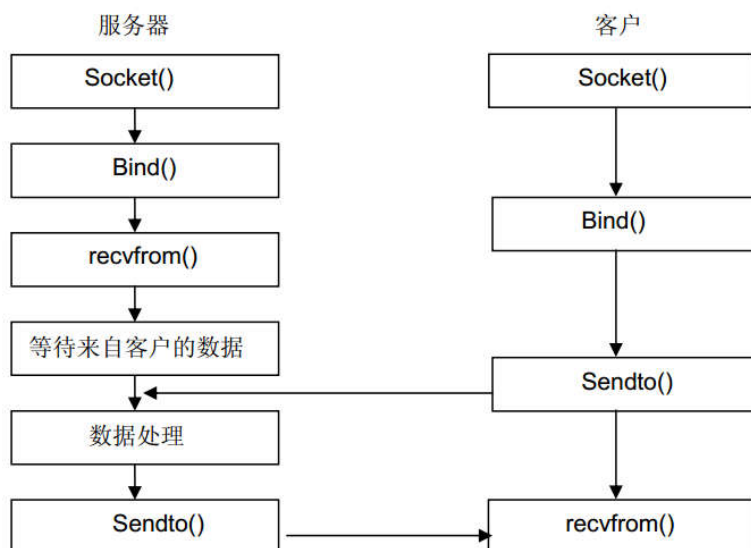 服务器
Socket()
Bind()
recvfrom()
等待来自客户的数据
数据处理
Sendto()
客户
Socket()
Bind()
Sendto()
recvfrom()